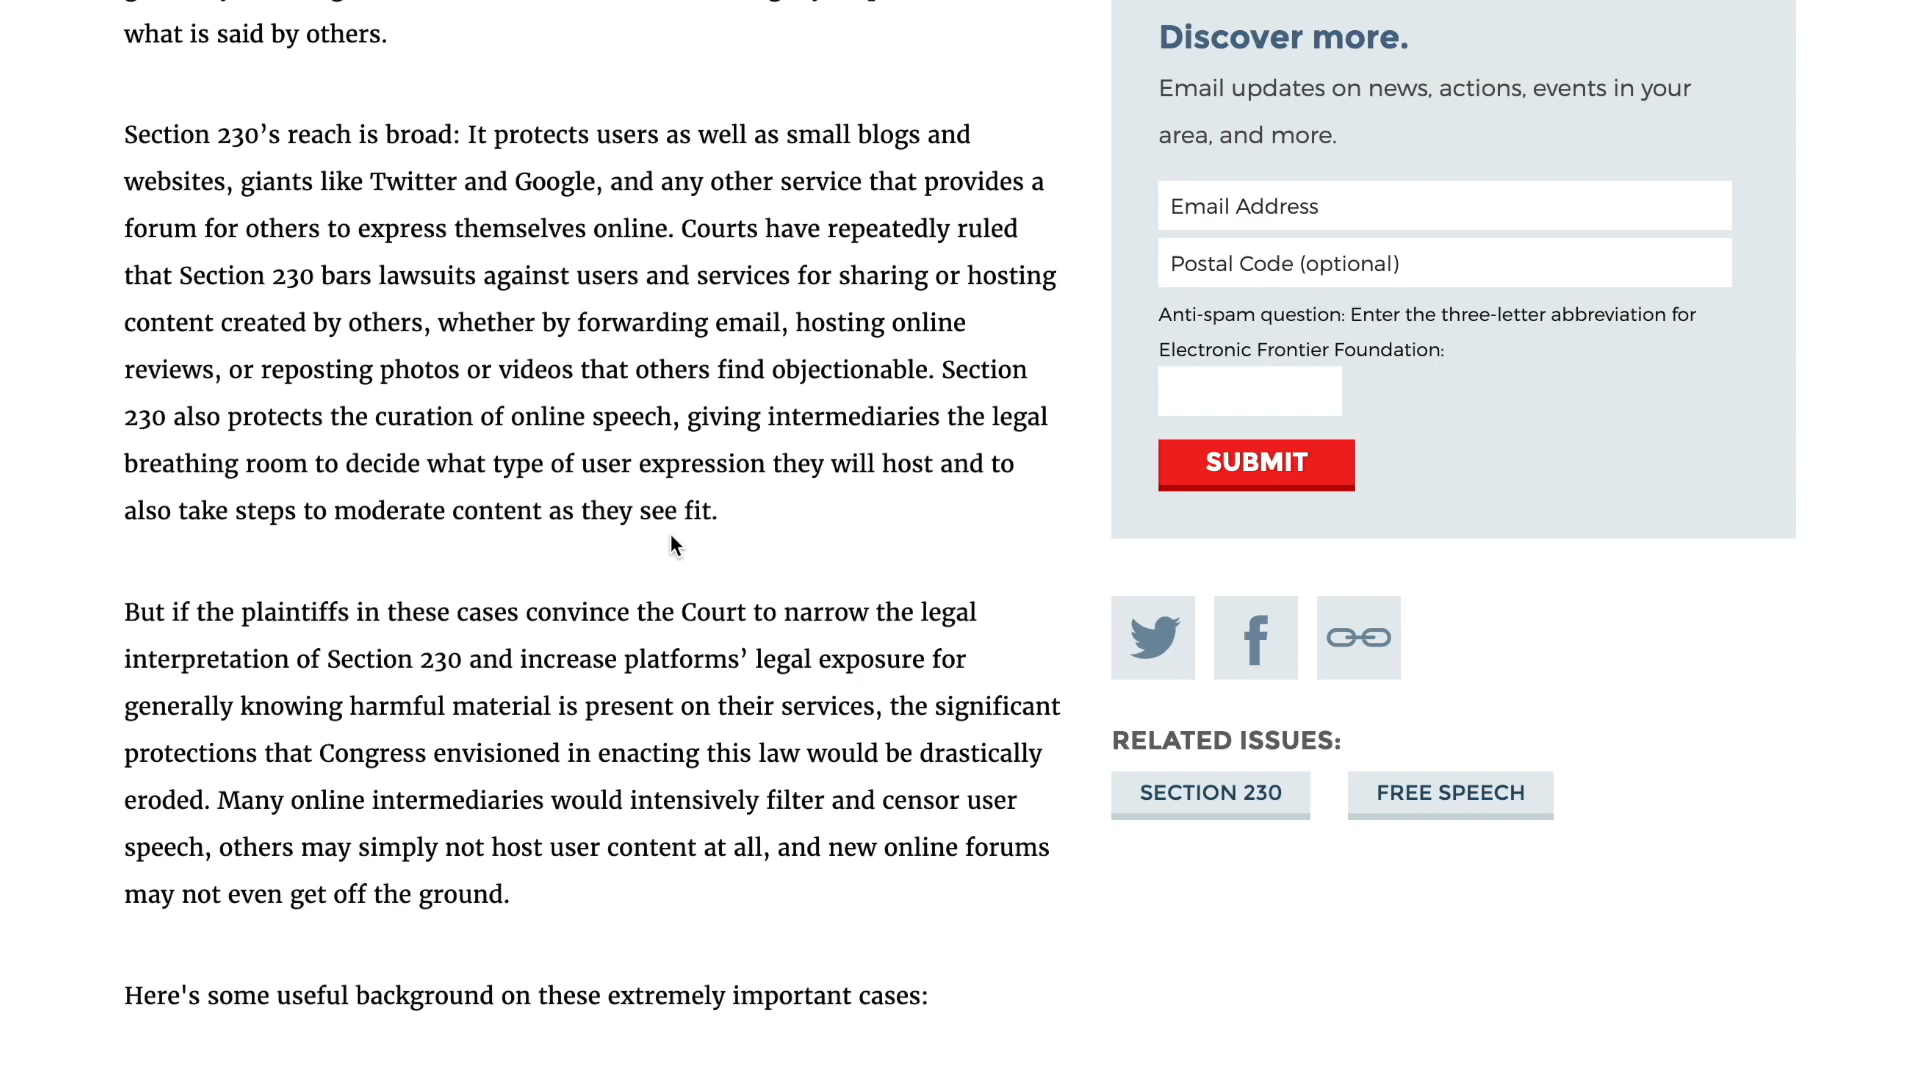 what is said by others.
Section 230’s reach is broad: It protects users as well as small blogs and
websites, giants like Twitter and Google, and any other service that provides a
forum for others to express themselves online. Courts have repeatedly ruled
that Section 230 bars lawsuits against users and services for sharing or hosting
content created by others, whether by forwarding email, hosting online
reviews, or reposting photos or videos that others find objectionable. Section
230 also protects the curation of online speech, giving intermediaries the legal
breathing room to decide what type of user expression they will host and to
also take steps to moderate content as they see fit.
But if the plaintiffs in these cases convince the Court to narrow the legal
interpretation of Section 230 and increase platforms’ legal exposure for
generally knowing harmful material is present on their services, the significant
protections that Congress envisioned in enacting this law would be drastically
eroded. Many online intermediaries would intensively filter and censor user
speech, others may simply not host user content at all, and new online forums
may not even get off the ground.
Here's some useful background on these extremely important cases:
Discover more.
Email updates on news, actions, events in your
area, and more.
Email Address
Postal Code (optional)
Anti-spam question: Enter the three-letter abbreviation for
Electronic Frontier Foundation:
SUBMIT
RELATED ISSUES:
SECTION 230
FREE SPEECH